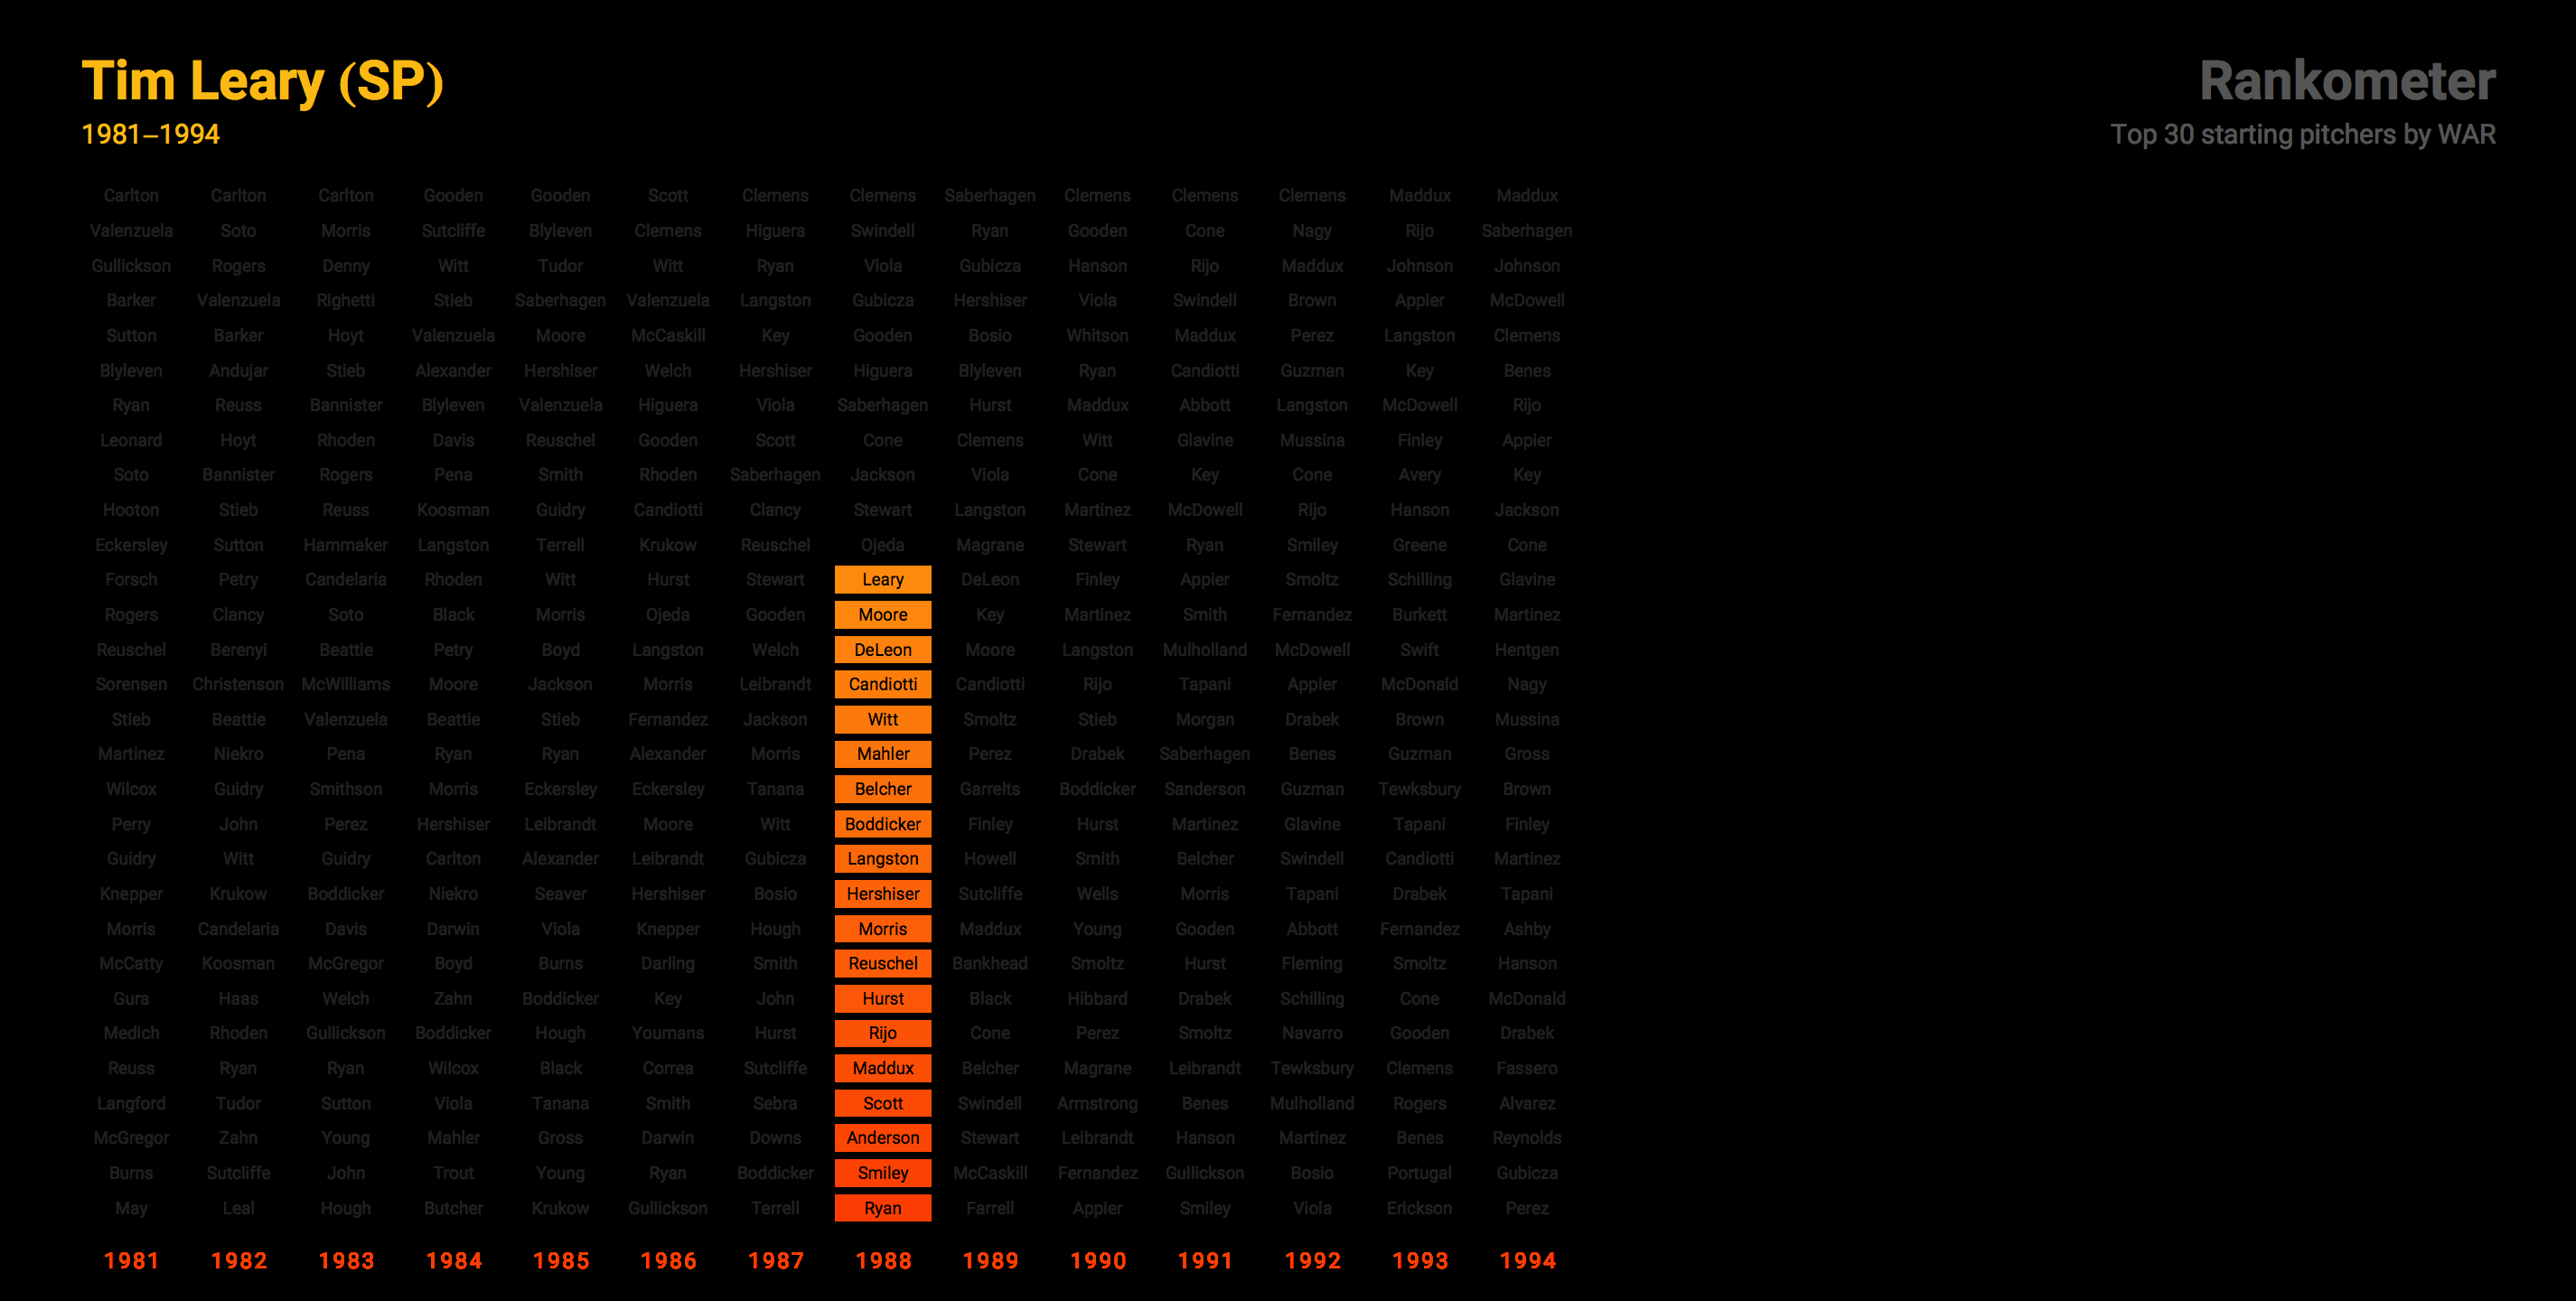 Tim Leary (SP)
1981–1994
Rankometer
Top 30 starting pitchers by WAR
Carlton Carlton Carlton Gooden Gooden Scott Clemens Clemens Saberhagen Clemens Clemens Clemens Maddux Maddux
Valenzuela Soto Morris Sutcliffe Blyleven Clemens Higuera Swindell Ryan Gooden Cone Nagy Rijo Saberhagen
Gullickson Rogers Denny Witt Tudor Witt Ryan Viola Gubicza Hanson Rijo Maddux Johnson Johnson
Barker Valenzuela Righetti Stieb Saberhagen Valenzuela Langston Gubicza Hershiser Viola Swindell Brown Appier McDowell
Sutton Barker Hoyt Valenzuela Moore McCaskill Key Gooden Bosio Whitson Maddux Perez Langston Clemens
Blyleven Andujar Stieb Alexander Hershiser Welch Hershiser Higuera Blyleven Ryan Candiotti Guzman Key Benes
Ryan Reuss Bannister Blyleven Valenzuela Higuera Viola Saberhagen Hurst Maddux Abbott Langston McDowell Rijo
Leonard Hoyt Rhoden Davis Reuschel Gooden Scott Cone Clemens Witt Glavine Mussina Finley Appier
Soto Bannister Rogers Pena Smith Rhoden Saberhagen Jackson Viola Cone Key Cone Avery Key
Hooton Stieb Reuss Koosman Guidry Candiotti Clancy Stewart Langston Martinez McDowell Rijo Hanson Jackson
Eckersley Sutton Hammaker Langston Terrell Krukow Reuschel Ojeda Magrane Stewart Ryan Smiley Greene Cone
Forsch Petry Candelaria Rhoden Witt Hurst Stewart Leary DeLeon Finley Appier Smoltz Schilling Glavine
Rogers Clancy Soto Black Morris Ojeda Gooden Moore Key Martinez Smith Fernandez Burkett Martinez
Reuschel Berenyi Beattie Petry Boyd Langston Welch DeLeon Moore Langston Mulholland McDowell Swift Hentgen
Sorensen Christenson McWilliams Moore Jackson Morris Leibrandt Candiotti Candiotti Rijo Tapani Appier McDonald Nagy
Stieb Beattie Valenzuela Beattie Stieb Fernandez Jackson Witt Smoltz Stieb Morgan Drabek Brown Mussina
Martinez Niekro Pena Ryan Ryan Alexander Morris Mahler Perez Drabek Saberhagen Benes Guzman Gross
Wilcox Guidry Smithson Morris Eckersley Eckersley Tanana Belcher Garrelts Boddicker Sanderson Guzman Tewksbury Brown
Perry John Perez Hershiser Leibrandt Moore Witt Boddicker Finley Hurst Martinez Glavine Tapani Finley
Guidry Witt Guidry Carlton Alexander Leibrandt Gubicza Langston Howell Smith Belcher Swindell Candiotti Martinez
Knepper Krukow Boddicker Niekro Seaver Hershiser Bosio Hershiser Sutcliffe Wells Morris Tapani Drabek Tapani
Morris Candelaria Davis Darwin Viola Knepper Hough Morris Maddux Young Gooden Abbott Fernandez Ashby
McCatty Koosman McGregor Boyd Burns Darling Smith Reuschel Bankhead Smoltz Hurst Fleming Smoltz Hanson
Gura Haas Welch Zahn Boddicker Key John Hurst Black Hibbard Drabek Schilling Cone McDonald
Medich Rhoden Gullickson Boddicker Hough Youmans Hurst Rijo Cone Perez Smoltz Navarro Gooden Drabek
Reuss Ryan Ryan Wilcox Black Correa Sutcliffe Maddux Belcher Magrane Leibrandt Tewksbury Clemens Fassero
Langford Tudor Sutton Viola Tanana Smith Sebra Scott Swindell Armstrong Benes Mulholland Rogers Alvarez
McGregor Zahn Young Mahler Gross Darwin Downs Anderson Stewart Leibrandt Hanson Martinez Benes Reynolds
Burns Sutcliffe John Trout Young Ryan Boddicker Smiley McCaskill Fernandez Gullickson Bosio Portugal Gubicza
May Leal Hough Butcher Krukow Gullickson Terrell Ryan Farrell Appier Smiley Viola Erickson Perez
1981 1982 1983 1984 1985 1986 1987 1988 1989 1990 1991 1992 1993 1994